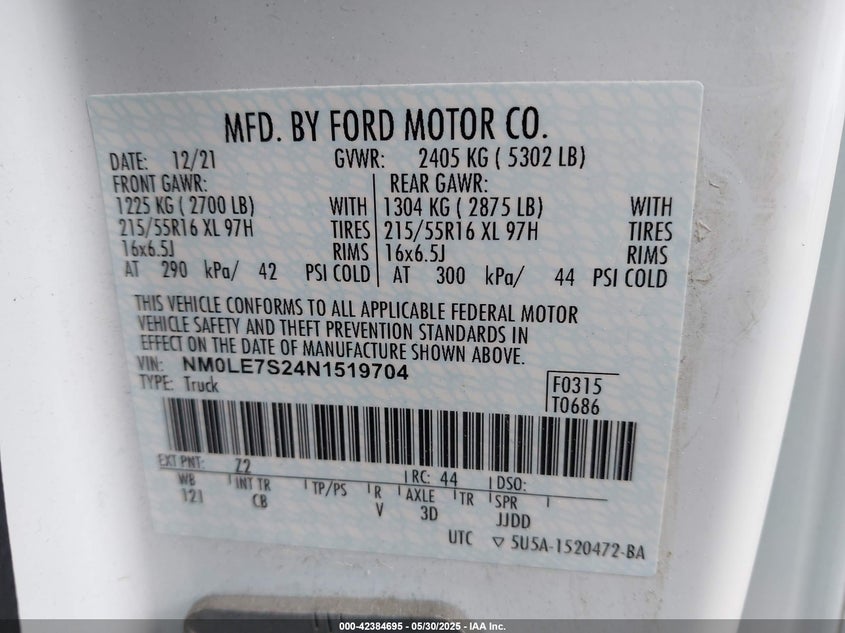 MFD. BY FORD MOTOR CO.
DATE: 12/21 GVWR: 2405 KG ( 5302 LB)
FRONT GAWR: REAR GAWR:
1225 KG ( 2700 LB) WITH 1304 KG ( 2875 LB) WITH
215/55R16 XL 97H TIRES 215/55R16 XL 97H TIRES
16x6.5J RIMS 16x6.5J RIMS
AT 290 kPa/ 42 PSI COLD AT 300 kPa/ 44 PSI COLD
THIS VEHICLE CONFORMS TO ALL APPLICABLE FEDERAL MOTOR
VEHICLE SAFETY AND THEFT PREVENTION STANDARDS IN
EFFECT ON THE DATE OF MANUFACTURE SHOWN ABOVE.
VIN: NM0LE7S24N1519704
TYPE: Truck
F0315
T0686
EXT PNT: Z2 RC: 44 DSO:
WB INT TR TP/PS R AXLE TR SPR
121 CB V 3D JJDD
UTC ▽ 5U5A-1520472-BA
000-42384695 - 05/30/2025 - IAA Inc.